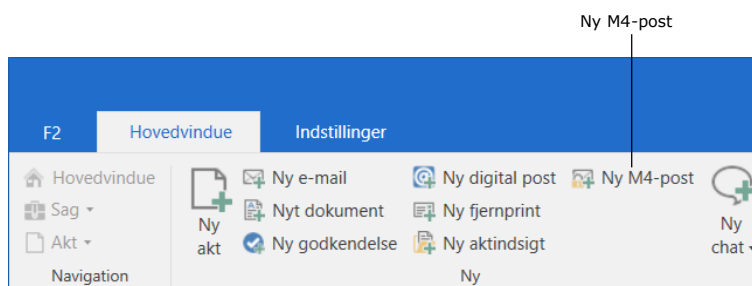 Ny M4-post
F2 Hovedvindue Indstillinger
Hovedvindue
Sag
Akt
Navigation
Ny
akt
Ny e-mail
Nyt dokument
Ny godkendelse
Ny digital post
Ny fjernprint
Ny aktindsigt
Ny M4-post
Ny
chat
Ny